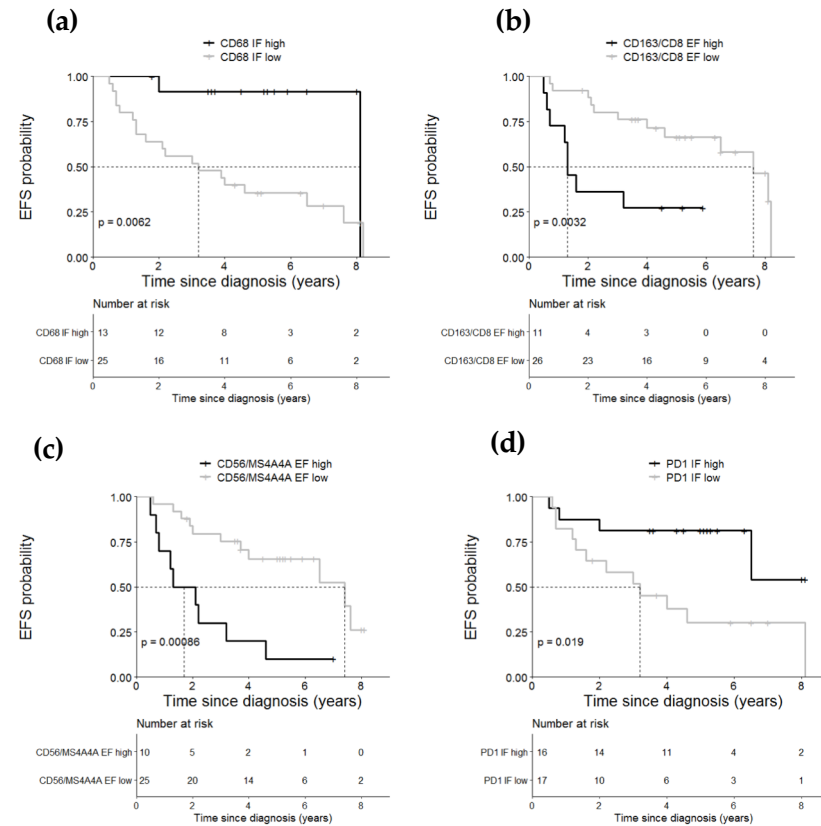 (a)
CD68 IF high
CD68 IF low
1.00
0.75
0.50
0.25
0.00
EFS probability
p = 0.0062
0 2 4 6 8
Time since diagnosis (years)
Number at risk
CD68 IF high 13 12 8 3 2
CD68 IF low 25 16 11 6 2
0 2 4 6 8
Time since diagnosis (years)
(b)
CD163/CD8 EF high
CD163/CD8 EF low
1.00
0.75
0.50
0.25
0.00
EFS probability
p = 0.0032
0 2 4 6 8
Time since diagnosis (years)
Number at risk
CD163/CD8 EF high 11 4 3 0 0
CD163/CD8 EF low 26 23 16 9 4
0 2 4 6 8
Time since diagnosis (years)
(c)
CD56/MS4A4A EF high
CD56/MS4A4A EF low
1.00
0.75
0.50
0.25
0.00
EFS probability
p = 0.00086
0 2 4 6 8
Time since diagnosis (years)
Number at risk
CD56/MS4A4A EF high 10 5 2 1 0
CD56/MS4A4A EF low 25 20 14 6 2
0 2 4 6 8
Time since diagnosis (years)
(d)
PD1 IF high
PD1 IF low
1.00
0.75
0.50
0.25
0.00
EFS probability
p = 0.019
0 2 4 6 8
Time since diagnosis (years)
Number at risk
PD1 IF high 16 14 11 4 2
PD1 IF low 17 10 6 3 1
0 2 4 6 8
Time since diagnosis (years)